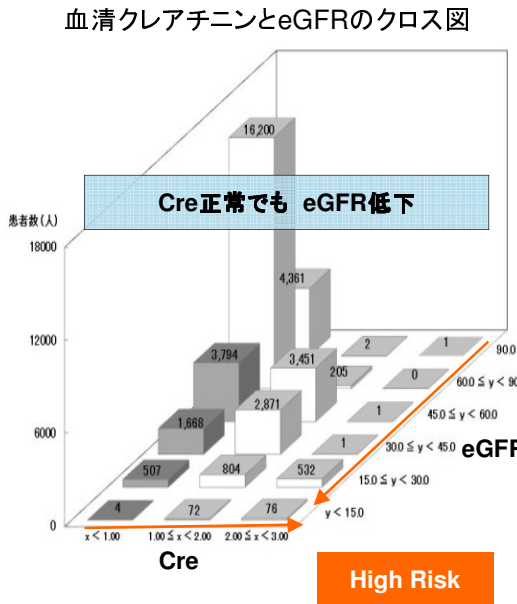 血清クレアチニンとeGFRのクロス図
16,200
Cre正常でも eGFR低下
患者数(人)
18000
4,361
12000
2
1
90.0
3,794
3,451
205
0
60.0 ≦ y < 90
2,871
1
45.0 ≦ y < 60.0
1,668
6000
1
30.0 ≦ y < 45.0
eGFR
507
804
532
15.0 ≦ y < 30.0
4
72
76
y < 15.0
0
x < 1.00
1.00 ≦ x < 2.00
2.00 ≦ x < 3.00
Cre
High Risk